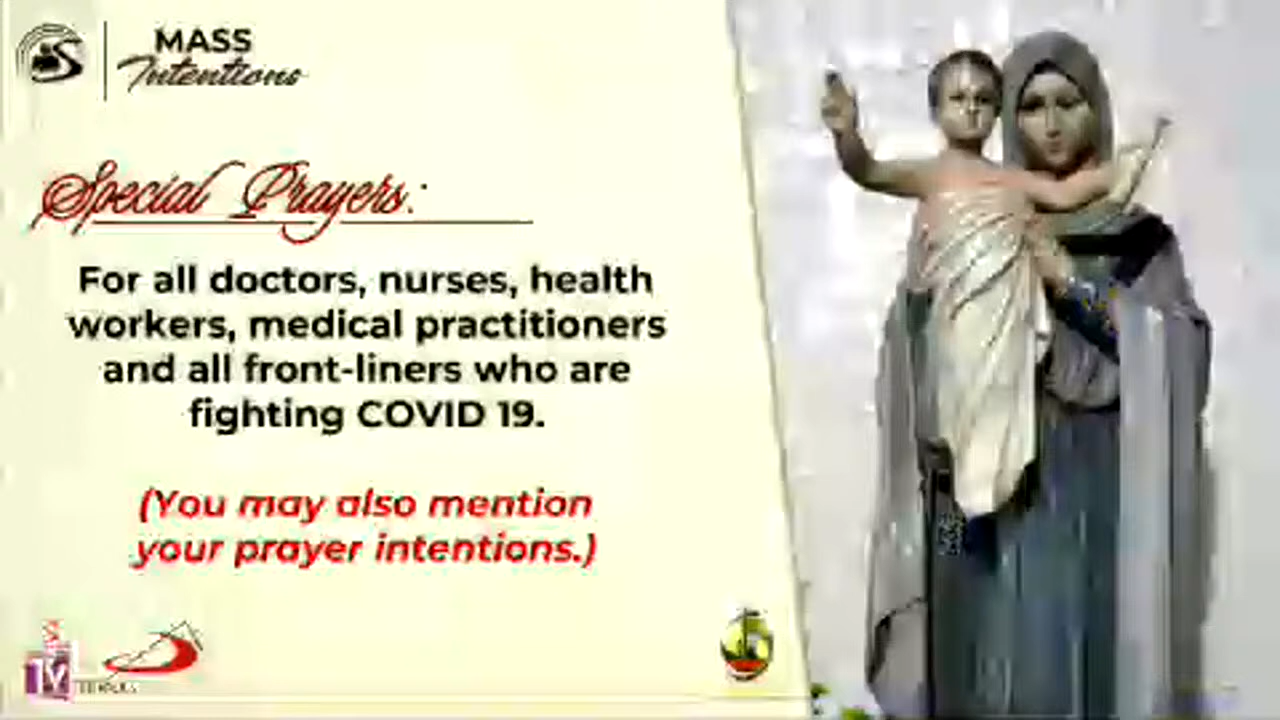 MASS
Intentions
Special Prayers:
For all doctors, nurses, health
workers, medical practitioners
and all front-liners who are
fighting COVID 19.
(You may also mention
your prayer intentions.)